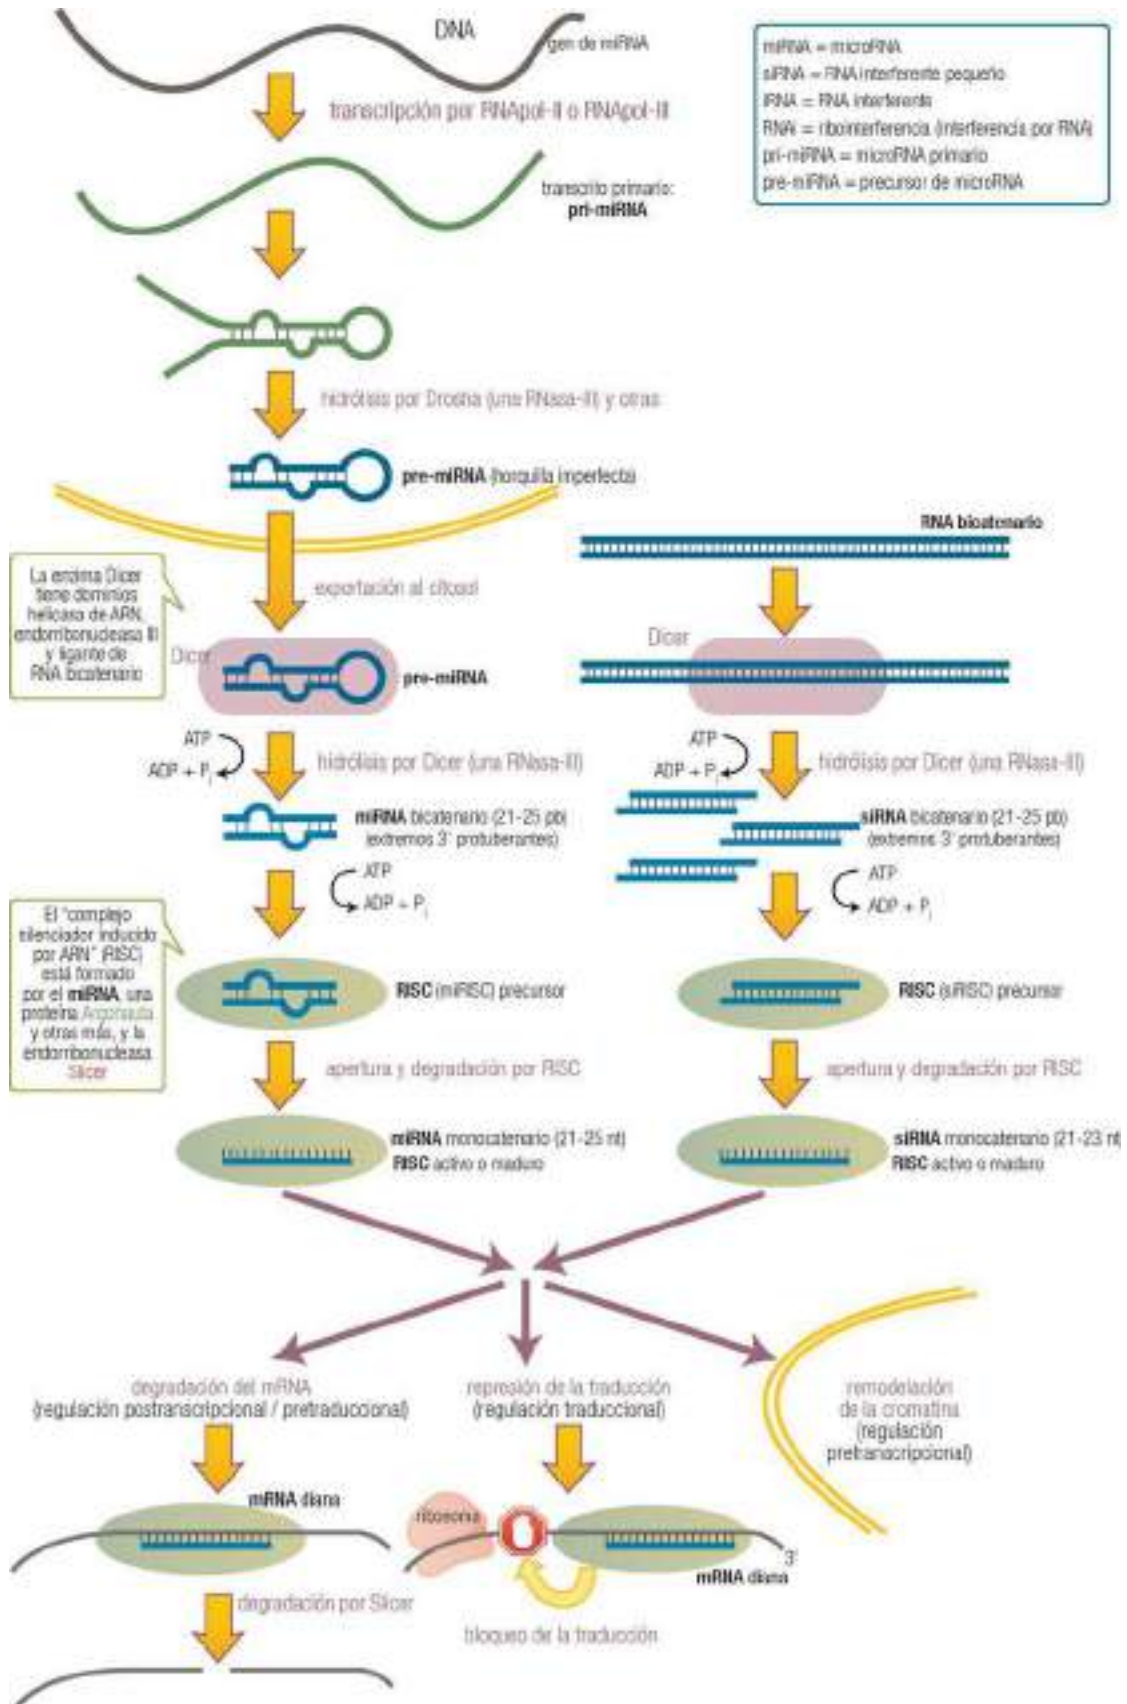 DNA
gen de miRNA
miRNA = microRNA
siRNA = RNA interferente pequeño
iRNA = RNA interferente
RNAi = ribointerferencia (interferencia por RNA)
pri-miRNA = microRNA primario
pre-miRNA = precursor de microRNA
transcripción por RNApol-II o RNApol-III
transcrito primario:
pri-miRNA
hidrólisis por Drosha (una RNasa-III) y otras
pre-miRNA (horquilla imperfecta)
RNA bicatenario
exportación al citosol
La enzima Dicer
tiene dominios
helicasa de ARN,
endorribonucleasa III
y ligante de
RNA bicatenario
Dicer
pre-miRNA
Dicer
ATP
ADP + Pi
hidrólisis por Dicer (una RNasa-III)
ATP
ADP + Pi
hidrólisis por Dicer (una RNasa-III)
miRNA bicatenario (21-25 pb)
(extremos 3' protuberantes)
siRNA bicatenario (21-25 pb)
(extremos 3' protuberantes)
ATP
ADP + Pi
ATP
ADP + Pi
El "complejo
silenciador inducido
por ARN" (RISC)
está formado
por el miRNA, una
proteína Argonauta
y otras más, y la
endorribonucleasa
Slicer
RISC (miRISC) precursor
RISC (siRISC) precursor
apertura y degradación por RISC
apertura y degradación por RISC
miRNA monocatenario (21-25 nt)
RISC activo o maduro
siRNA monocatenario (21-23 nt)
RISC activo o maduro
degradación del mRNA
(regulación postranscripcional / pretraduccional)
represión de la traducción
(regulación traduccional)
remodelación
de la cromatina
(regulación
pretranscripcional)
mRNA diana
ribosoma
3'
mRNA diana
degradación por Slicer
bloqueo de la traducción